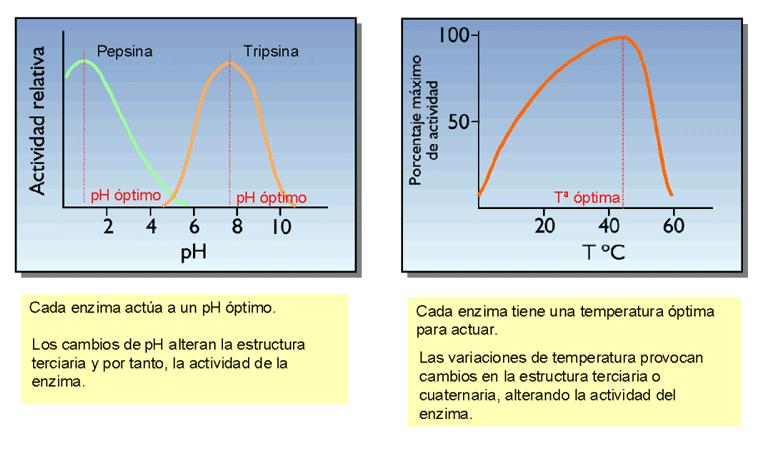 Pepsina
Tripsina
Actividad relativa
pH óptimo
pH óptimo
2 4 6 8 10
pH
Cada enzima actúa a un pH óptimo.
Los cambios de pH alteran la estructura
terciaria y por tanto, la actividad de la
enzima.
100
50
Porcentaje máximo
de actividad
Tª óptima
20 40 60
T ºC
Cada enzima tiene una temperatura óptima
para actuar.
Las variaciones de temperatura provocan
cambios en la estructura terciaria o
cuaternaria, alterando la actividad del
enzima.